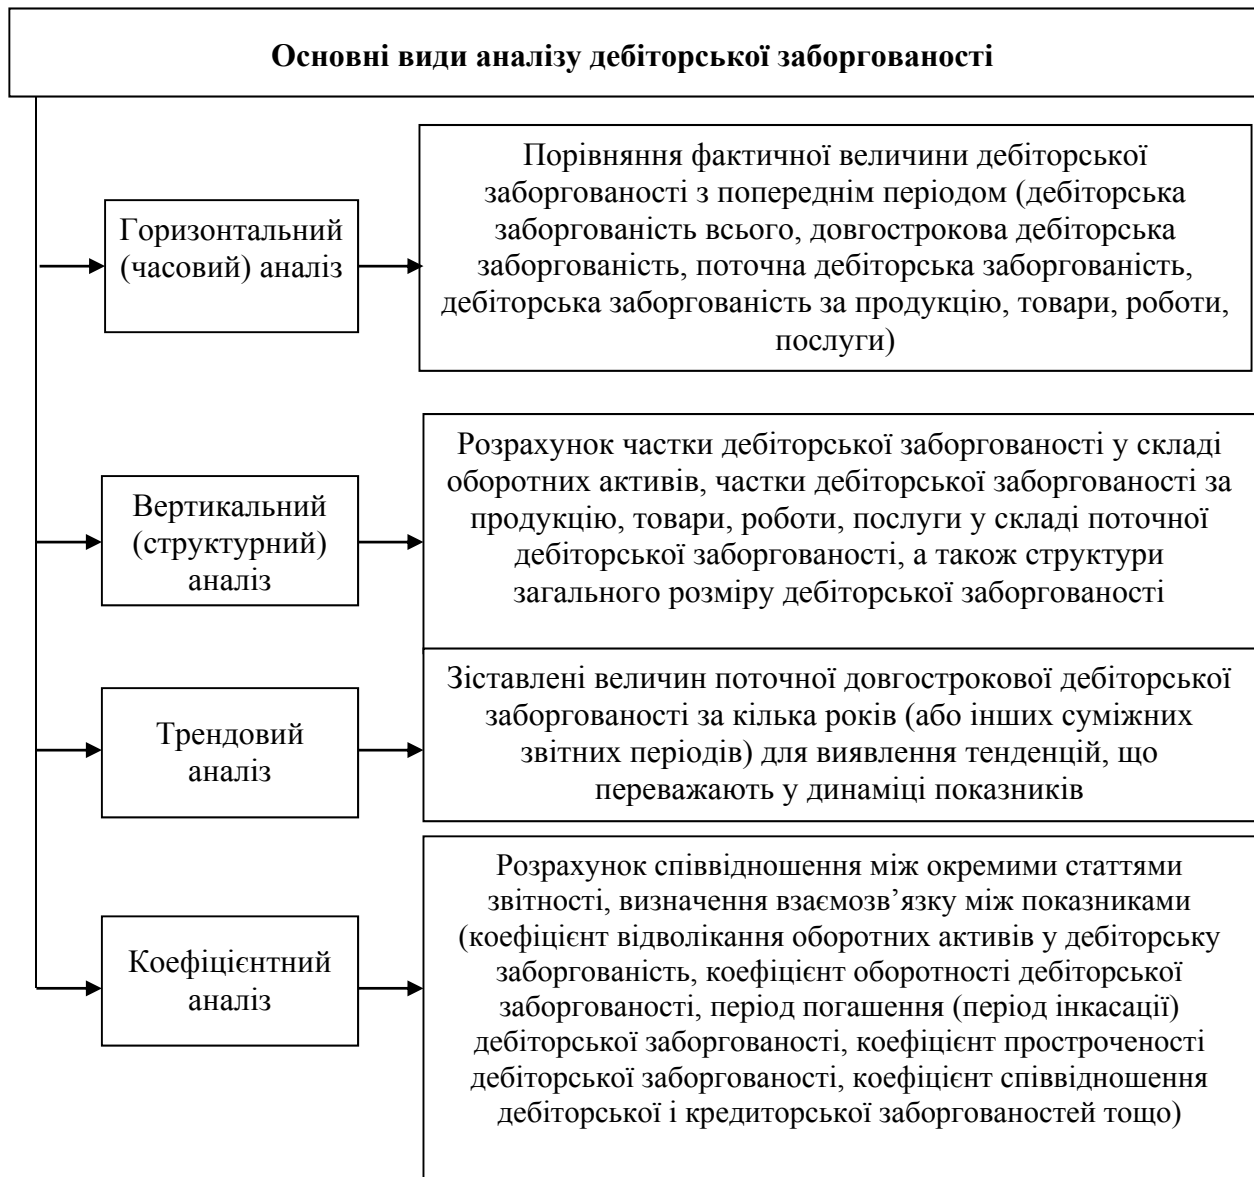 Основні види аналізу дебіторської заборгованості
Горизонтальний
(часовий) аналіз
Порівняння фактичної величини дебіторської
заборгованості з попереднім періодом (дебіторська
заборгованість всього, довгострокова дебіторська
заборгованість, поточна дебіторська заборгованість,
дебіторська заборгованість за продукцію, товари, роботи,
послуги)
Вертикальний
(структурний)
аналіз
Розрахунок частки дебіторської заборгованості у складі
оборотних активів, частки дебіторської заборгованості за
продукцію, товари, роботи, послуги у складі поточної
дебіторської заборгованості, а також структури
загального розміру дебіторської заборгованості
Трендовий
аналіз
Зіставлені величин поточної довгострокової дебіторської
заборгованості за кілька років (або інших суміжних
звітних періодів) для виявлення тенденцій, що
переважають у динаміці показників
Коефіцієнтний
аналіз
Розрахунок співвідношення між окремими статтями
звітності, визначення взаємозв’язку між показниками
(коефіцієнт відволікання оборотних активів у дебіторську
заборгованість, коефіцієнт оборотності дебіторської
заборгованості, період погашення (період інкасації)
дебіторської заборгованості, коефіцієнт простроченості
дебіторської заборгованості, коефіцієнт співвідношення
дебіторської і кредиторської заборгованостей тощо)